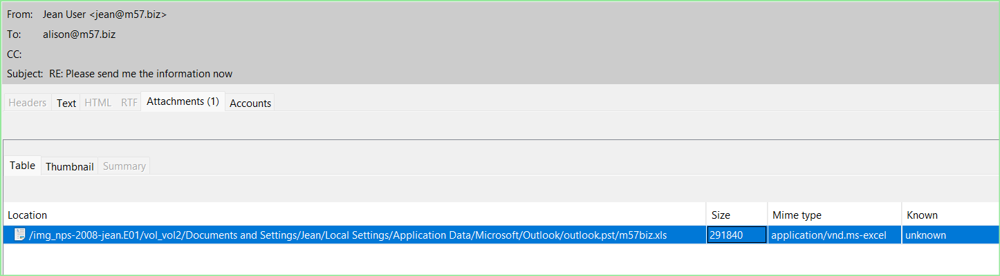 From: Jean User <jean@m57.biz>
To: alison@m57.biz
CC:
Subject: RE: Please send me the information now
Headers Text HTML RTF Attachments (1) Accounts
Table Thumbnail Summary
Location Size Mime type Known
/img_nps-2008-jean.E01/vol_vol2/Documents and Settings/Jean/Local Settings/Application Data/Microsoft/Outlook/outlook.pst/m57biz.xls 291840 application/vnd.ms-excel unknown